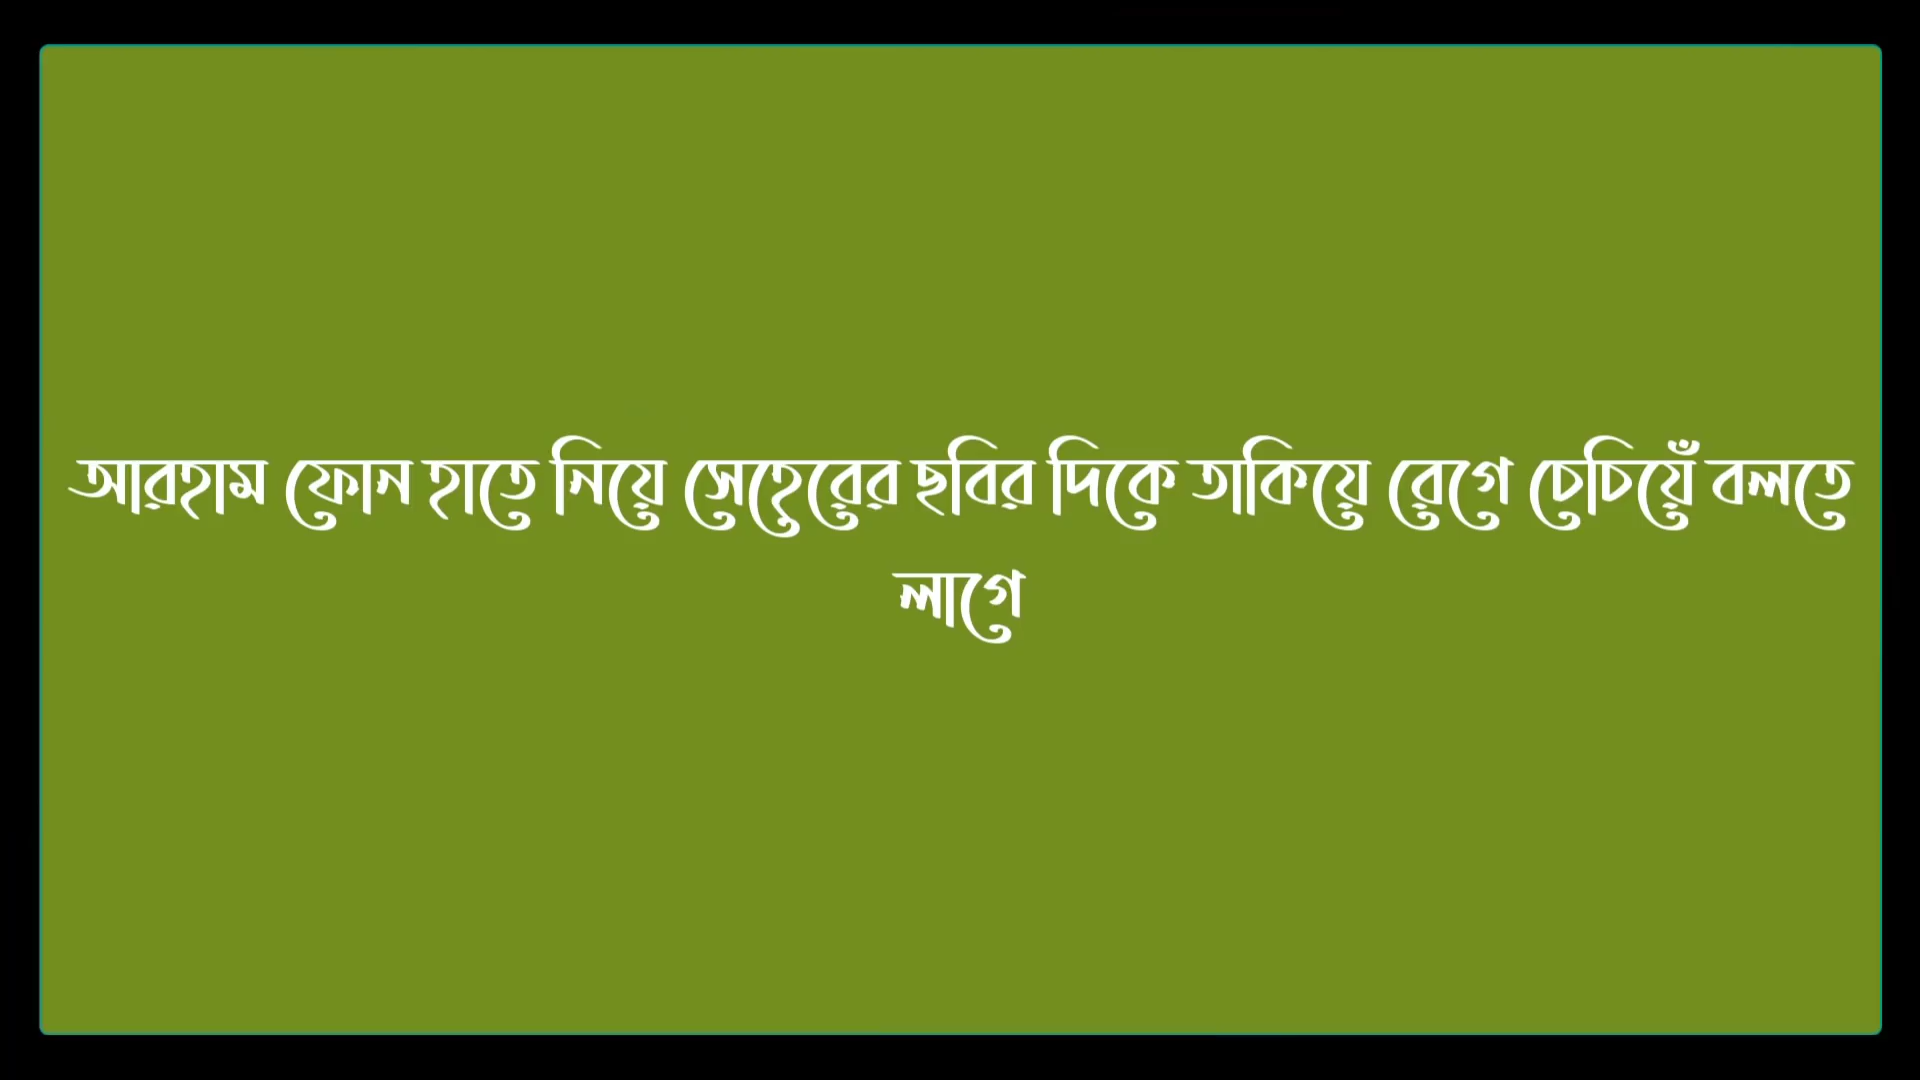 আরহাম ফোন হাতে নিয়ে সেহেরের ছবির দিকে তাকিয়ে রেগে চেচিয়েঁ বলতে
লাগে